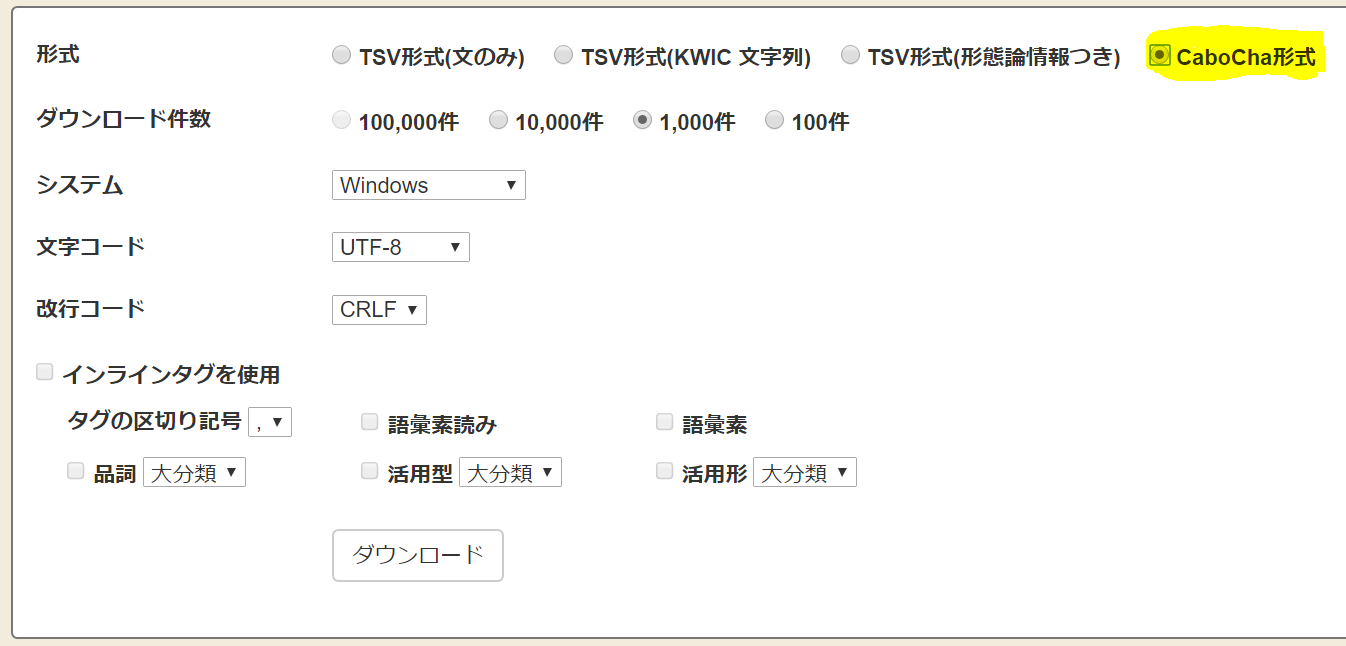 形式 TSV形式(文のみ) TSV形式(KWIC 文字列) TSV形式(形態論情報つき) CaboCha形式
ダウンロード件数 100,000件 10,000件 1,000件 100件
システム Windows
文字コード UTF-8
改行コード CRLF
インラインタグを使用
タグの区切り記号 , 語彙素読み 語彙素
品詞 大分類 活用型 大分類 活用形 大分類
ダウンロード